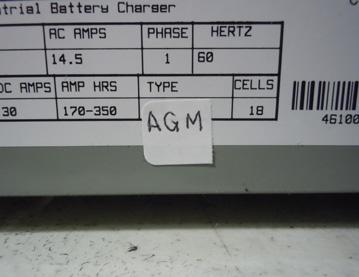 trial Battery Charger
AC AMPS PHASE HERTZ
14.5 1 60
DC AMPS AMP HRS TYPE CELLS
30 170-350 AGM 18
46100